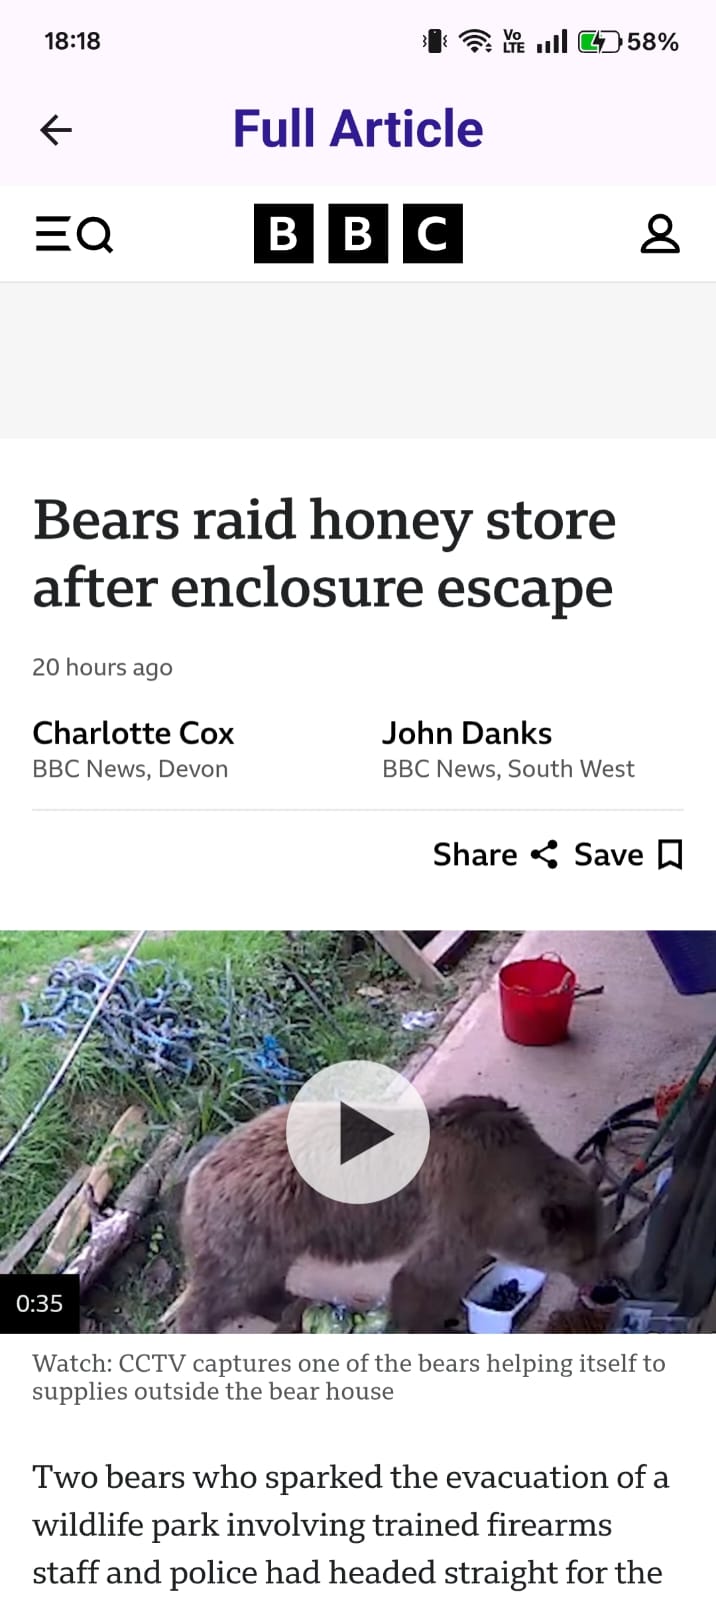 18:18
Vo
LTE
58%
Full Article
BBC
Bears raid honey store
after enclosure escape
20 hours ago
Charlotte Cox
John Danks
BBC News, Devon
BBC News, South West
Share
Save
0:35
Watch: CCTV captures one of the bears helping itself to
supplies outside the bear house
Two bears who sparked the evacuation of a
wildlife park involving trained firearms
staff and police had headed straight for the